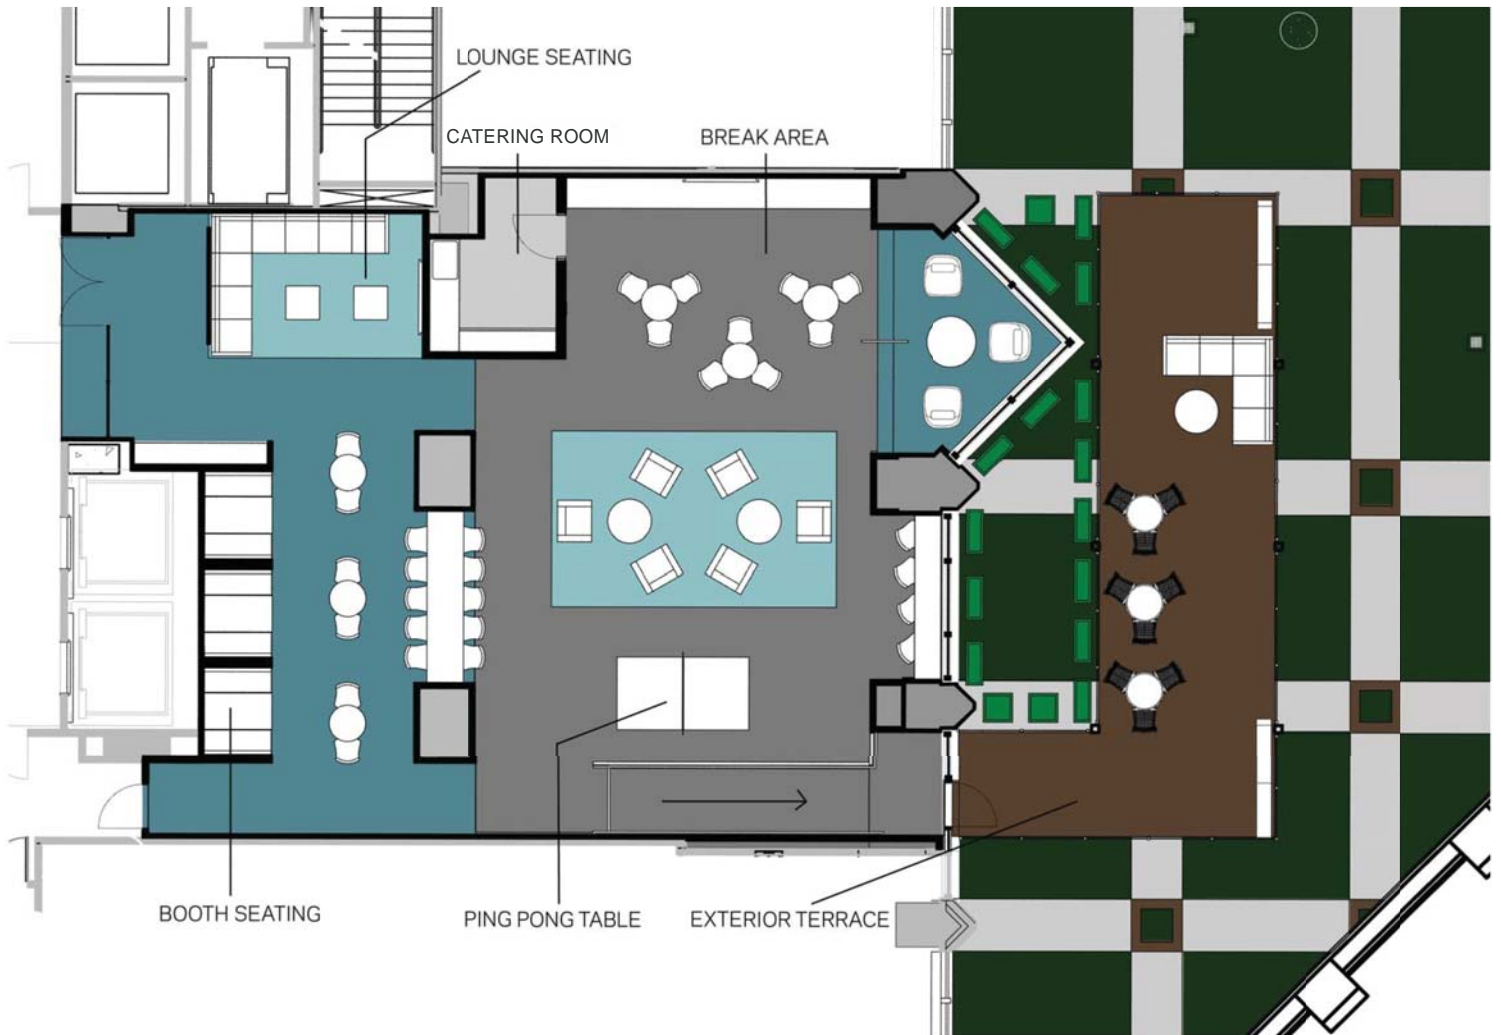 LOUNGE SEATING
CATERING ROOM
BREAK AREA
BOOTH SEATING
PING PONG TABLE
EXTERIOR TERRACE